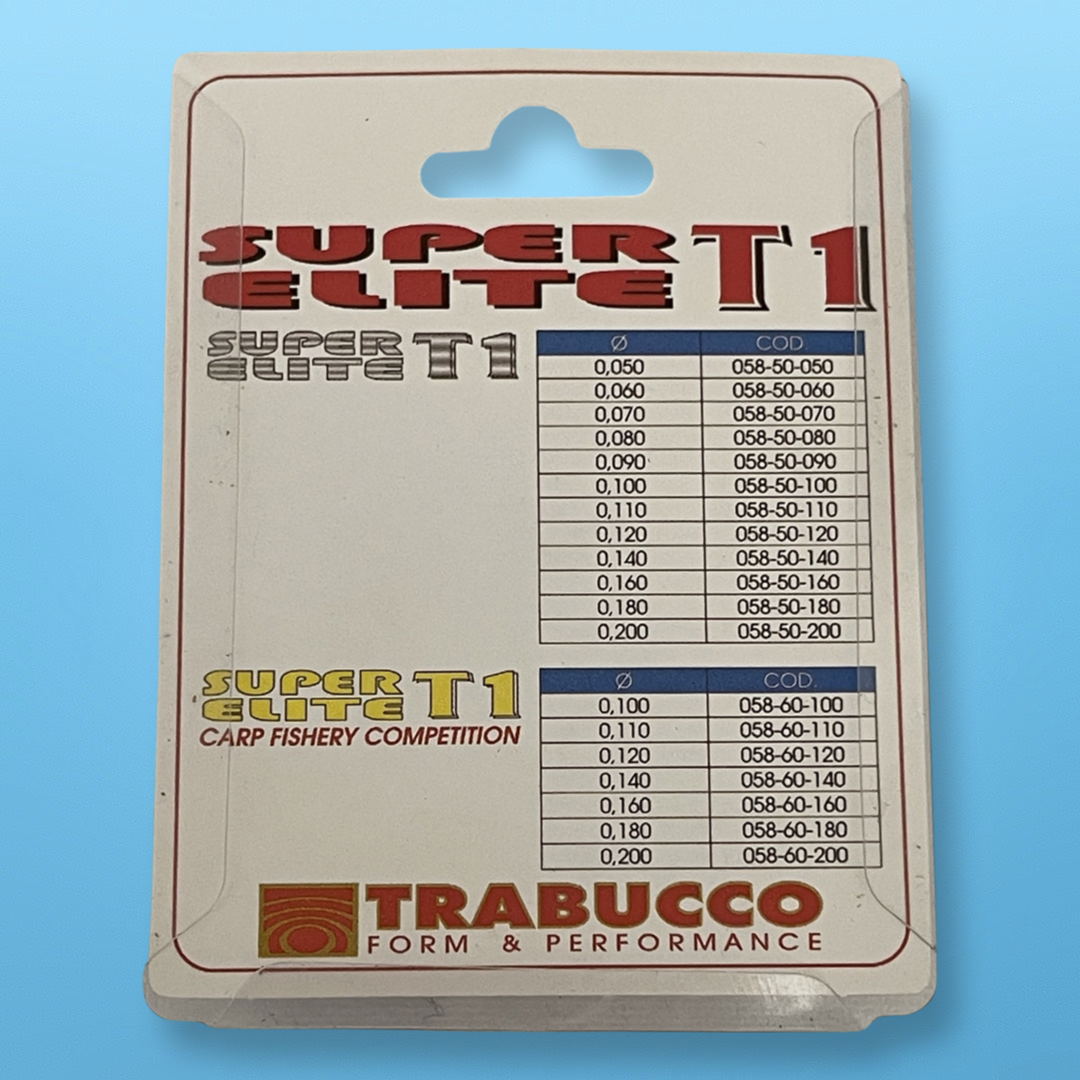 SUPER
ELITE T1
SUPER
ELITE T1
Ø COD
0,050 058-50-050
0,060 058-50-060
0,070 058-50-070
0,080 058-50-080
0,090 058-50-090
0,100 058-50-100
0,110 058-50-110
0,120 058-50-120
0,140 058-50-140
0,160 058-50-160
0,180 058-50-180
0,200 058-50-200
SUPER
ELITE T1
CARP FISHERY COMPETITION
Ø COD.
0,100 058-60-100
0,110 058-60-110
0,120 058-60-120
0,140 058-60-140
0,160 058-60-160
0,180 058-60-180
0,200 058-60-200
TRABUCCO
FORM & PERFORMANCE